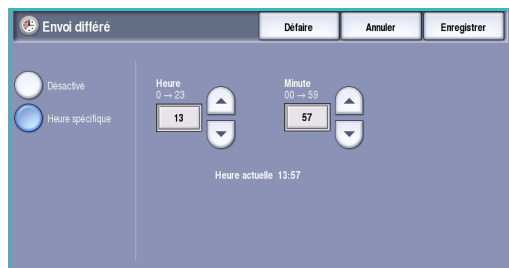 Envoi différé
Défaire
Annuler
Enregistrer
Désactivé
Heure spécifique
Heure
0 → 23
13
Minute
00 → 59
57
Heure actuelle 13:57